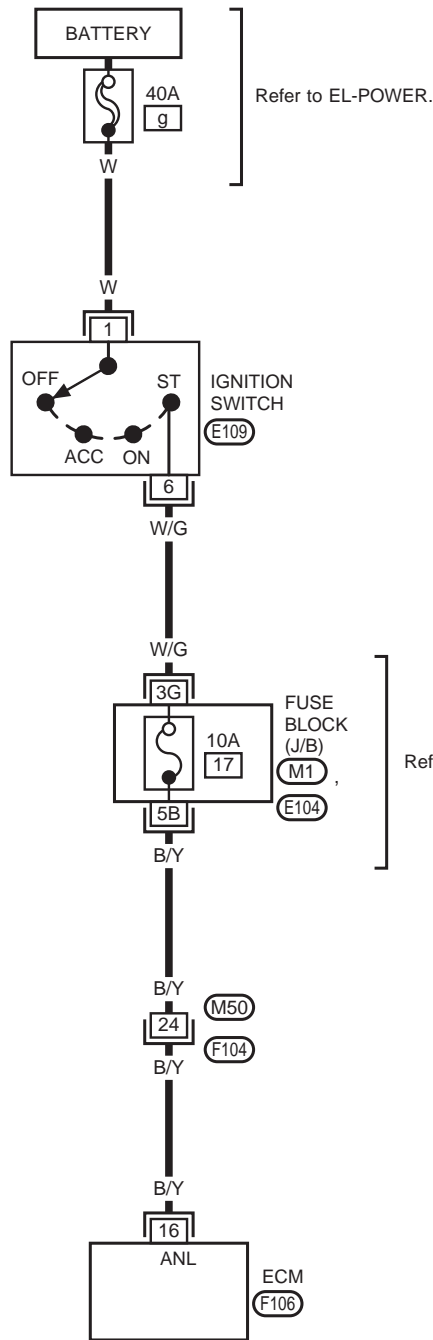 BATTERY
40A
g
Refer to EL-POWER.
W
W
1
OFF
ST
ACC
ON
IGNITION
SWITCH
E109
6
W/G
W/G
3G
10A
17
FUSE
BLOCK
(J/B)
M1 ,
E104
Ref
5B
B/Y
B/Y
24
M50
F104
B/Y
B/Y
16
ANL
ECM
F106